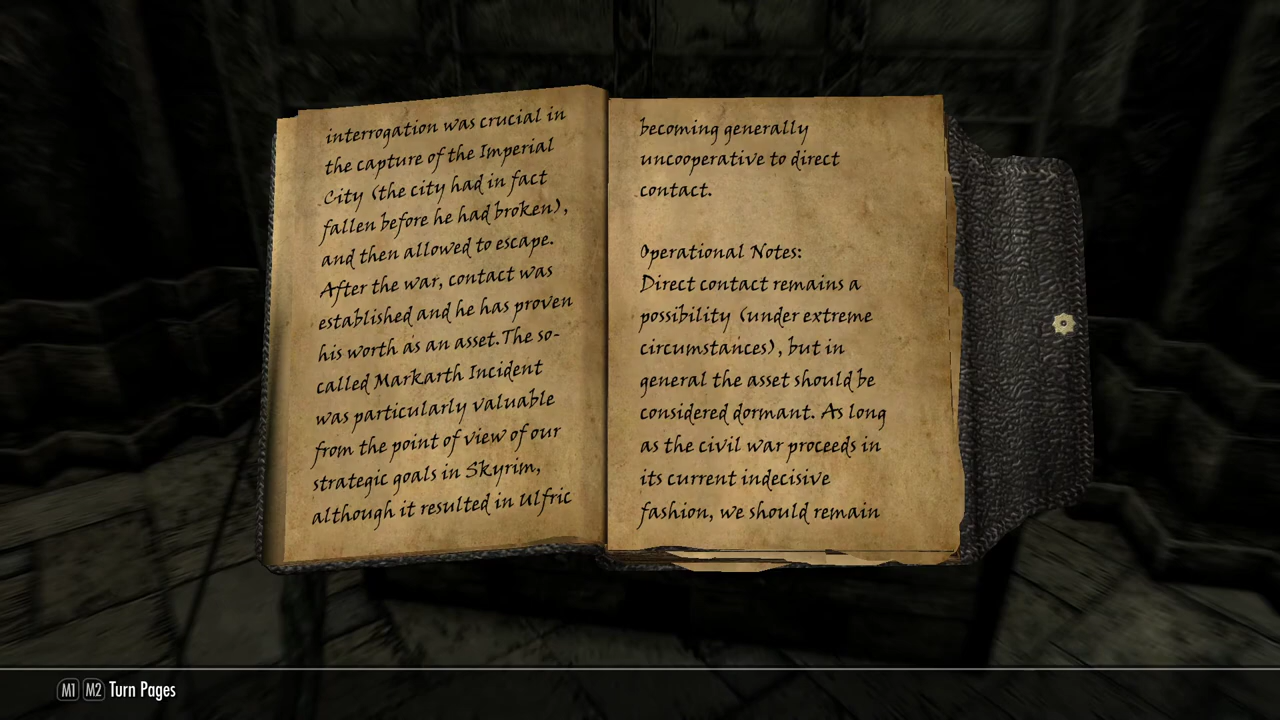 interrogation was crucial in
the capture of the Imperial
City (the city had in fact
fallen before he had broken),
and then allowed to escape.
After the war, contact was
established and he has proven
his worth as an asset.The so-
called Markarth Incident
was particularly valuable
from the point of view of our
strategic goals in Skyrim,
although it resulted in Ulfric
becoming generally
uncooperative to direct
contact.
Operational Notes:
Direct contact remains a
possibility (under extreme
circumstances), but in
general the asset should be
considered dormant. As long
as the civil war proceeds in
its current indecisive
fashion, we should remain
M1 M2 Turn Pages